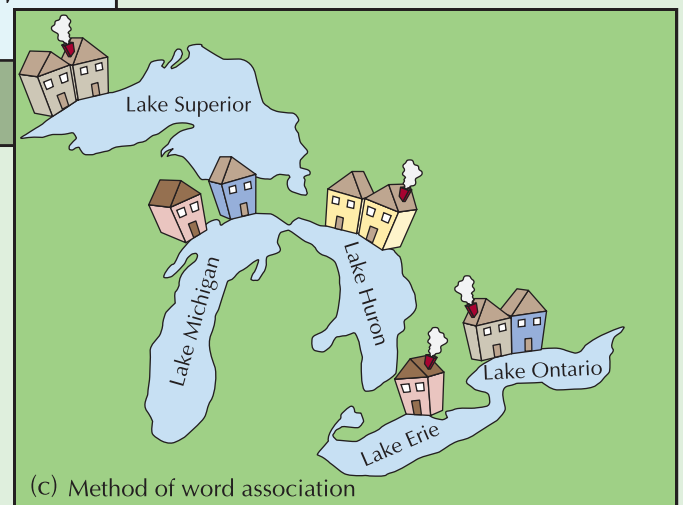 Lake Superior
Lake Michigan
Lake Huron
Lake Ontario
Lake Erie
(c) Method of word association